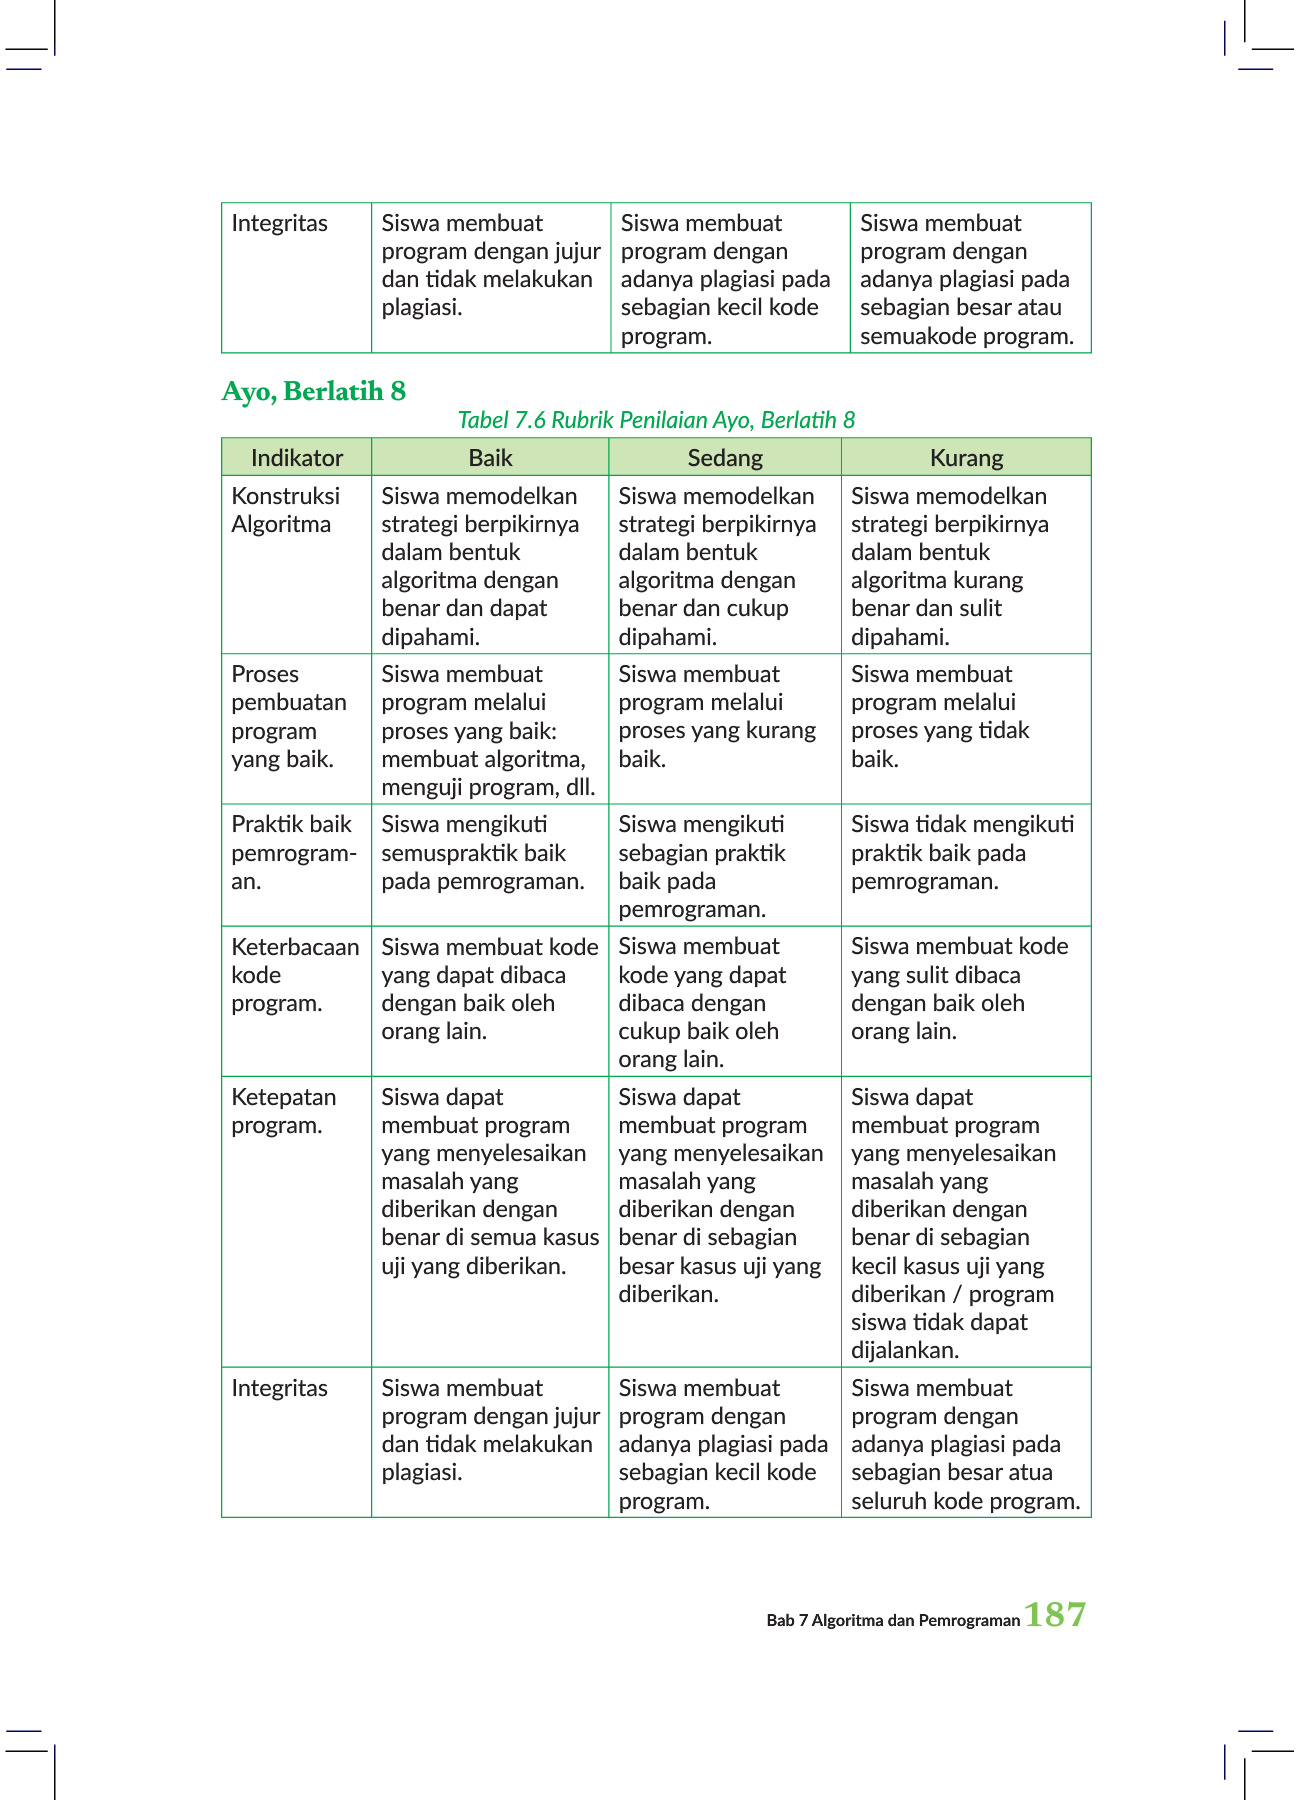 Integritas
Siswa membuat
program dengan jujur
dan tidak melakukan
plagiasi.
Siswa membuat
program dengan
adanya plagiasi pada
sebagian kecil kode
program.
Siswa membuat
program dengan
adanya plagiasi pada
sebagian besar atau
semuakode program.
Ayo, Berlatih 8
Tabel 7.6 Rubrik Penilaian Ayo, Berlatih 8
Indikator
Baik
Sedang
Kurang
Konstruksi
Algoritma
Siswa memodelkan
strategi berpikirnya
dalam bentuk
algoritma dengan
benar dan dapat
dipahami.
Siswa memodelkan
strategi berpikirnya
dalam bentuk
algoritma dengan
benar dan cukup
dipahami.
Siswa memodelkan
strategi berpikirnya
dalam bentuk
algoritma kurang
benar dan sulit
dipahami.
Proses
pembuatan
program
yang baik.
Siswa membuat
program melalui
proses yang baik:
membuat algoritma,
menguji program, dll.
Siswa membuat
program melalui
proses yang kurang
baik.
Siswa membuat
program melalui
proses yang tidak
baik.
Praktik baik
pemrogram-
an.
Siswa mengikuti
semuspraktik baik
pada pemrograman.
Siswa mengikuti
sebagian praktik
baik pada
pemrograman.
Siswa tidak mengikuti
praktik baik pada
pemrograman.
Keterbacaan
kode
program.
Siswa membuat kode
yang dapat dibaca
dengan baik oleh
orang lain.
Siswa membuat
kode yang dapat
dibaca dengan
cukup baik oleh
orang lain.
Siswa membuat kode
yang sulit dibaca
dengan baik oleh
orang lain.
Ketepatan
program.
Siswa dapat
membuat program
yang menyelesaikan
masalah yang
diberikan dengan
benar di semua kasus
uji yang diberikan.
Siswa dapat
membuat program
yang menyelesaikan
masalah yang
diberikan dengan
benar di sebagian
besar kasus uji yang
diberikan.
Siswa dapat
membuat program
yang menyelesaikan
masalah yang
diberikan dengan
benar di sebagian
kecil kasus uji yang
diberikan / program
siswa tidak dapat
dijalankan.
Integritas
Siswa membuat
program dengan jujur
dan tidak melakukan
plagiasi.
Siswa membuat
program dengan
adanya plagiasi pada
sebagian kecil kode
program.
Siswa membuat
program dengan
adanya plagiasi pada
sebagian besar atua
seluruh kode program.
Bab 7 Algoritma dan Pemrograman 187